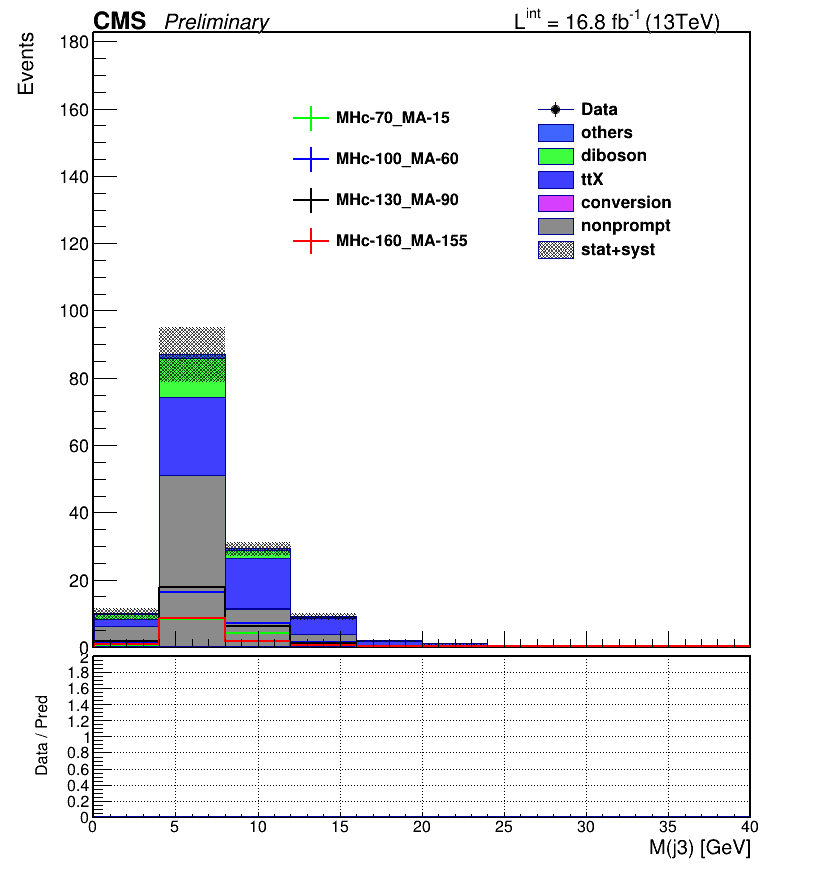 CMS Preliminary L^int = 16.8 fb^-1 (13TeV)
Events
180
160
140
120
100
80
60
40
20
0
MHc-70_MA-15
MHc-100_MA-60
MHc-130_MA-90
MHc-160_MA-155
Data
others
diboson
ttX
conversion
nonprompt
stat+syst
Data / Pred
2
1.8
1.6
1.4
1.2
1
0.8
0.6
0.4
0.2
0
0 5 10 15 20 25 30 35 40
M(j3) [GeV]